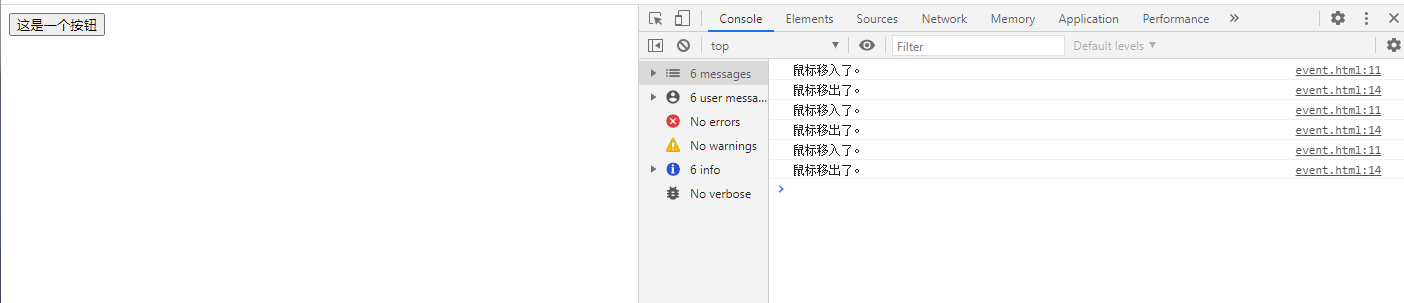 这是一个按钮
Console Elements Sources Network Memory Application Performance »
top Filter Default levels
6 messages
6 user messa...
No errors
No warnings
6 info
No verbose
鼠标移入了。 event.html:11
鼠标移出了。 event.html:14
鼠标移入了。 event.html:11
鼠标移出了。 event.html:14
鼠标移入了。 event.html:11
鼠标移出了。 event.html:14